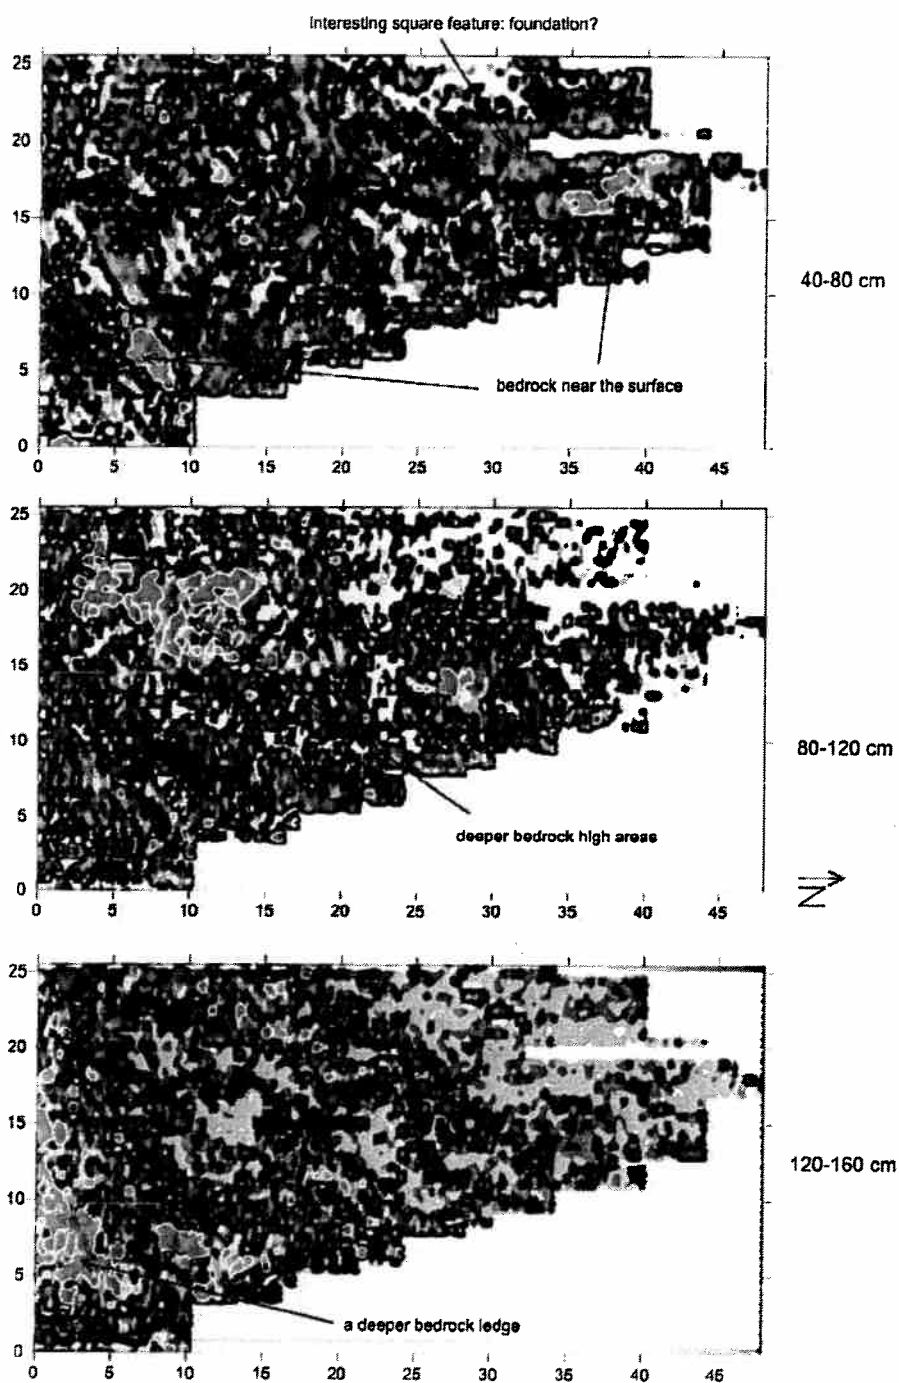 Interesting square feature: foundation?
25
20
15
10
5
0
0 5 10 15 20 25 30 35 40 45
40-80 cm
bedrock near the surface
25
20
15
10
5
0
0 5 10 15 20 25 30 35 40 45
80-120 cm
deeper bedrock high areas
N
25
20
15
10
5
0
0 5 10 15 20 25 30 35 40 45
120-160 cm
a deeper bedrock ledge